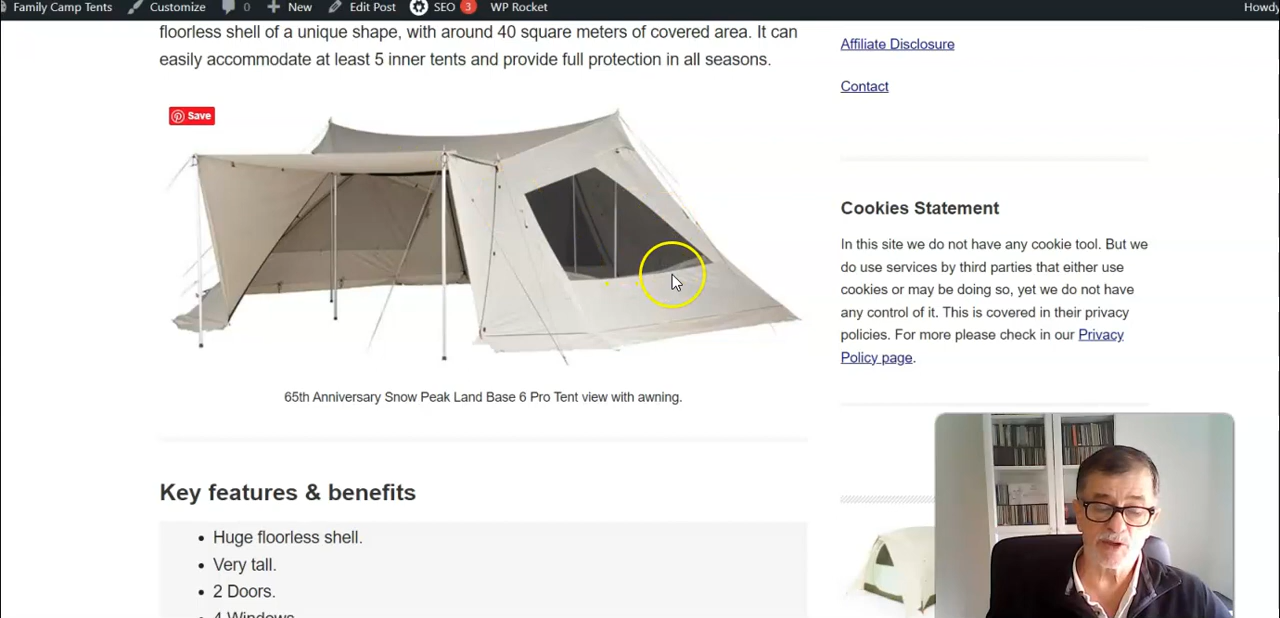 Family Camp Tents Customize 0 New Edit Post SEO 3 WP Rocket Howdy
floorless shell of a unique shape, with around 40 square meters of covered area. It can
easily accommodate at least 5 inner tents and provide full protection in all seasons.
Save
65th Anniversary Snow Peak Land Base 6 Pro Tent view with awning.
Key features & benefits
• Huge floorless shell.
• Very tall.
• 2 Doors.
4 Windows
Affiliate Disclosure
Contact
Cookies Statement
In this site we do not have any cookie tool. But we
do use services by third parties that either use
cookies or may be doing so, yet we do not have
any control of it. This is covered in their privacy
policies. For more please check in our Privacy
Policy page.